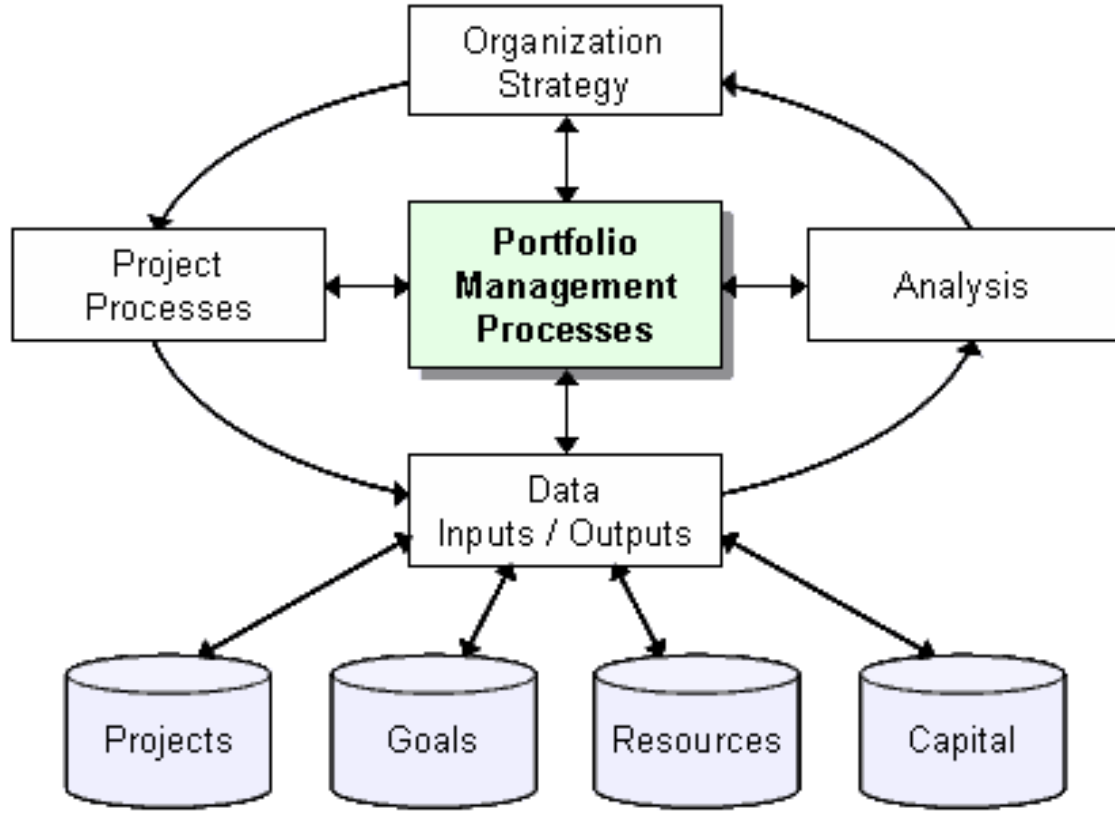 Organization
Strategy
Project
Processes
Portfolio
Management
Processes
Analysis
Data
Inputs / Outputs
Projects
Goals
Resources
Capital